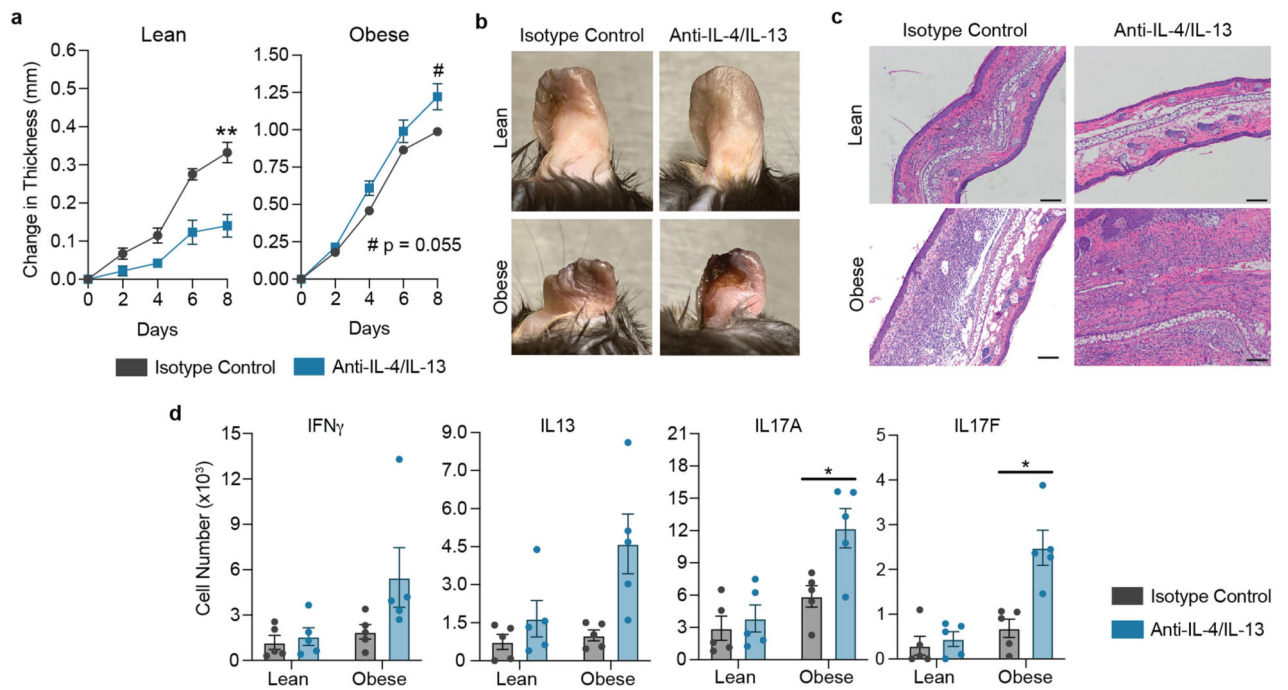 a
Lean
Obese
Change in Thickness (mm)
0.6
0.5
0.4
0.3
0.2
0.1
0.0
**
0 2 4 6 8
Days
1.50
1.25
1.00
0.75
0.50
0.25
0.00
#
# p = 0.055
0 2 4 6 8
Days
Isotype Control
Anti-IL-4/IL-13
b
Isotype Control
Anti-IL-4/IL-13
Lean
Obese
c
Isotype Control
Anti-IL-4/IL-13
Lean
Obese
d
Cell Number (x10³)
IFNγ
15
12
9
6
3
0
Lean Obese
IL13
9.0
7.5
6.0
4.5
3.0
1.5
0
Lean Obese
IL17A
21
18
15
12
9
6
3
0
*
Lean Obese
IL17F
5
4
3
2
1
0
*
Lean Obese
Isotype Control
Anti-IL-4/IL-13